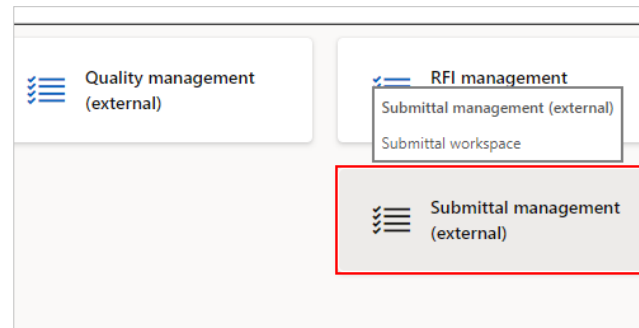 Quality management
(external)
RFI management
Submittal management (external)
Submittal workspace
Submittal management
(external)